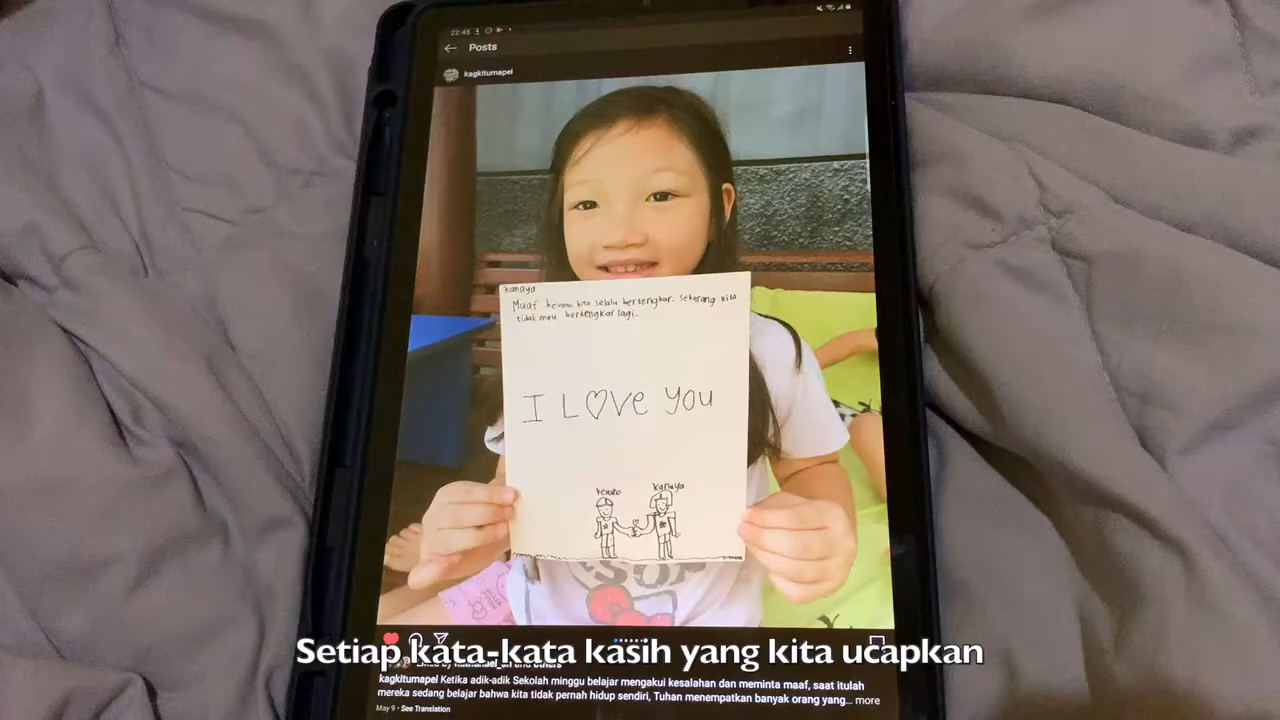 22:45
Posts
kagkitumapel
kanaya
Maaf kevano kita selalu bertengkar. Sekarang kita
tidak mau bertengkar lagi.
I LOVE YOU
kevano
kanaya
Setiap kata-kata kasih yang kita ucapkan
and others
kagkitumapel Ketika adik-adik Sekolah minggu belajar mengakui kesalahan dan meminta maaf, saat itulah
mereka sedang belajar bahwa kita tidak pernah hidup sendiri, Tuhan menempatkan banyak orang yang... more
May 9 • See Translation